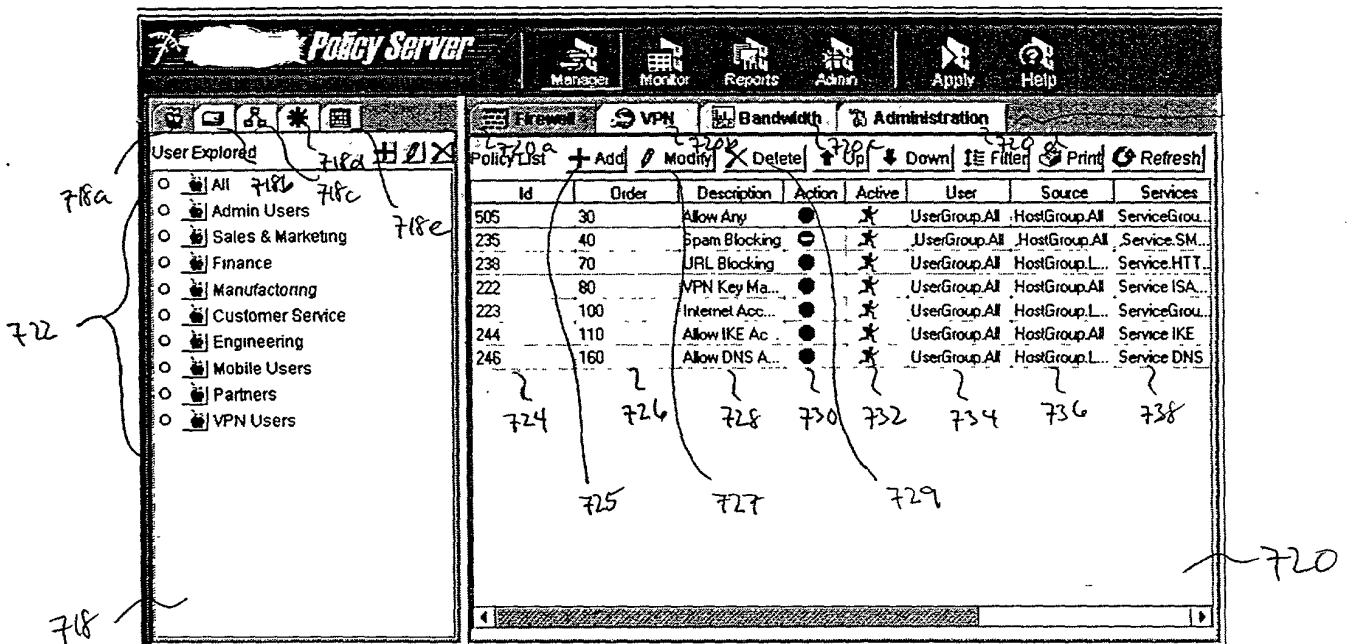 Policy Server
Manager Monitor Reports Admin Apply Help
Firewall VPN Bandwidth Administration
720a 720b 720c 720d
User Explored
Policy List Add Modify Delete Up Down Filter Print Refresh
718a 718b 718c 718d 718e
Id Order Description Action Active User Source Services
505 30 Allow Any UserGroup.All HostGroup.All ServiceGrou...
235 40 Spam Blocking UserGroup.All HostGroup.All Service.SM...
238 70 URL Blocking UserGroup.All HostGroup.L... Service.HTT...
222 80 VPN Key Ma... UserGroup.All HostGroup.All Service ISA...
223 100 Internet Acc... UserGroup.All HostGroup.L... ServiceGrou...
244 110 Allow IKE Ac UserGroup.All HostGroup.All Service IKE
246 160 Allow DNS A... UserGroup.All HostGroup.L... Service DNS
All
Admin Users
Sales & Marketing
Finance
Manufactoring
Customer Service
Engineering
Mobile Users
Partners
VPN Users
722
724 726 728 730 732 734 736 738
725 727 729
720
718